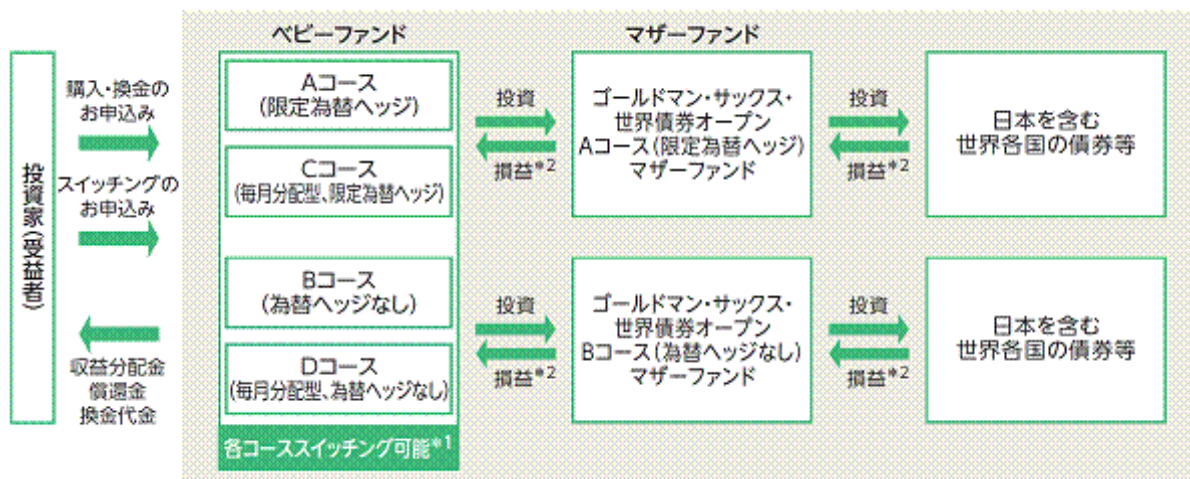 ベビーファンド
マザーファンド
投資家(受益者)
購入・換金の
お申込み
スイッチングの
お申込み
収益分配金
償還金
換金代金
Aコース
(限定為替ヘッジ)
Cコース
(毎月分配型、限定為替ヘッジ)
Bコース
(為替ヘッジなし)
Dコース
(毎月分配型、為替ヘッジなし)
各コーススイッチング可能*1
投資
損益*2
ゴールドマン・サックス・
世界債券オープン
Aコース(限定為替ヘッジ)
マザーファンド
投資
損益*2
日本を含む
世界各国の債券等
投資
損益*2
ゴールドマン・サックス・
世界債券オープン
Bコース(為替ヘッジなし)
マザーファンド
投資
損益*2
日本を含む
世界各国の債券等